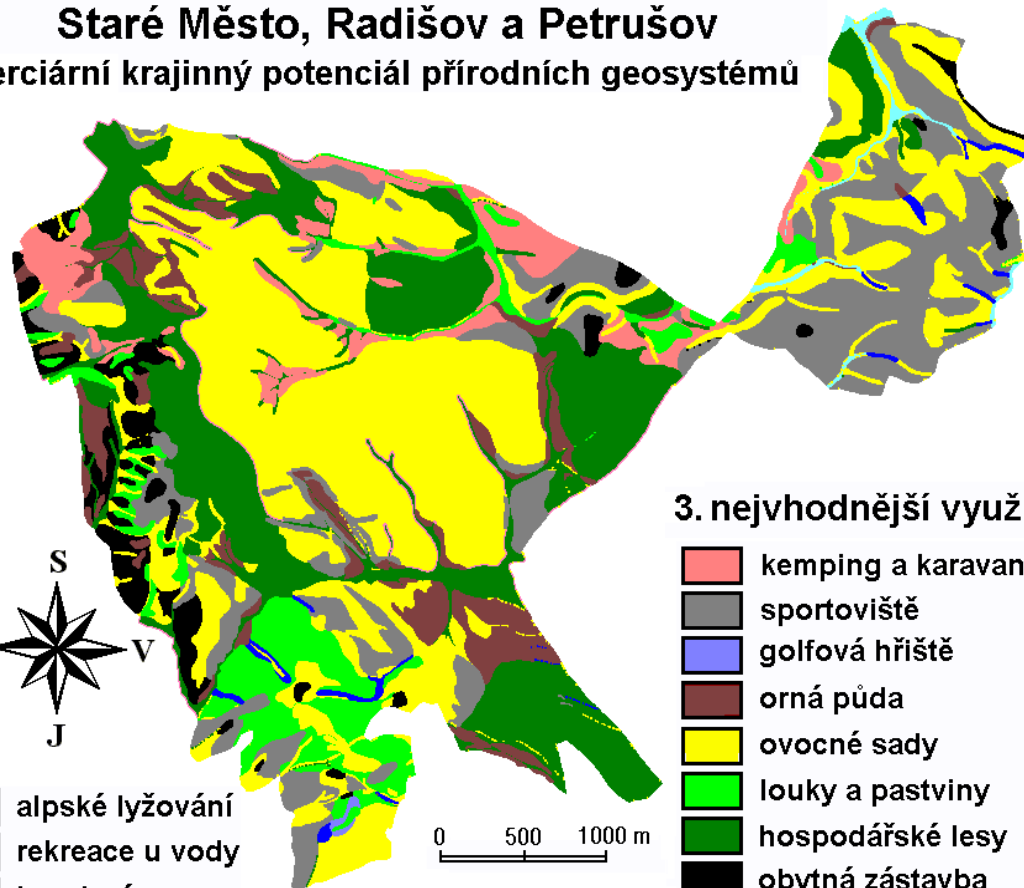 Staré Město, Radišov a Petrušov
erciární krajinný potenciál přírodních geosystémů
3. nejvhodnější využ
kemping a karavan
sportoviště
golfová hřiště
orná půda
ovocné sady
louky a pastviny
hospodářské lesy
obytná zástavba
S
V
J
alpské lyžování
rekreace u vody
0 500 1000 m